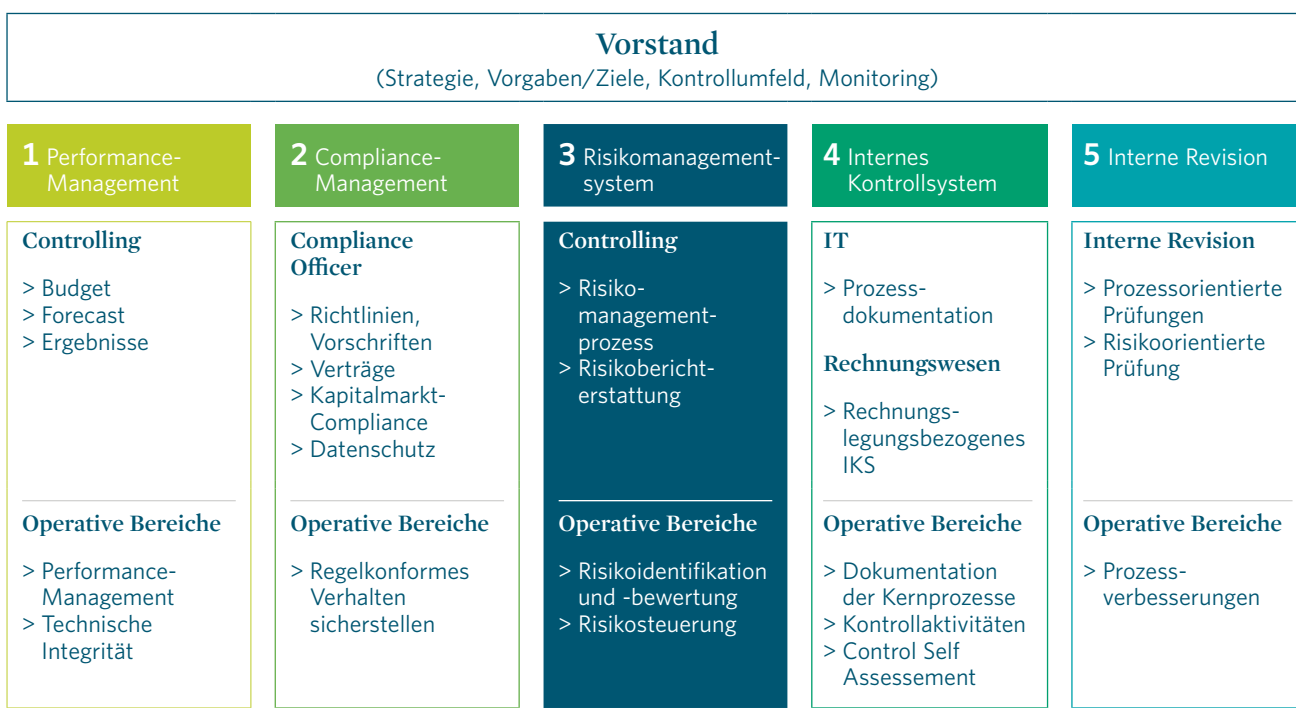 Vorstand
(Strategie, Vorgaben/Ziele, Kontrollumfeld, Monitoring)
1 Performance-
Management
Controlling
> Budget
> Forecast
> Ergebnisse
Operative Bereiche
> Performance-
Management
> Technische
Integrität
2 Compliance-
Management
Compliance
Officer
> Richtlinien,
Vorschriften
> Verträge
> Kapitalmarkt-
Compliance
> Datenschutz
Operative Bereiche
> Regelkonformes
Verhalten
sicherstellen
3 Risikomanagement-
system
Controlling
> Risiko-
management-
prozess
> Risikobericht-
erstattung
Operative Bereiche
> Risikoidentifikation
und -bewertung
> Risikosteuerung
4 Internes
Kontrollsystem
IT
> Prozess-
dokumentation
Rechnungswesen
> Rechnungs-
legungsbezogenes
IKS
Operative Bereiche
> Dokumentation
der Kernprozesse
> Kontrollaktivitäten
> Control Self
Assessement
5 Interne Revision
Interne Revision
> Prozessorientierte
Prüfungen
> Risikoorientierte
Prüfung
Operative Bereiche
> Prozess-
verbesserungen